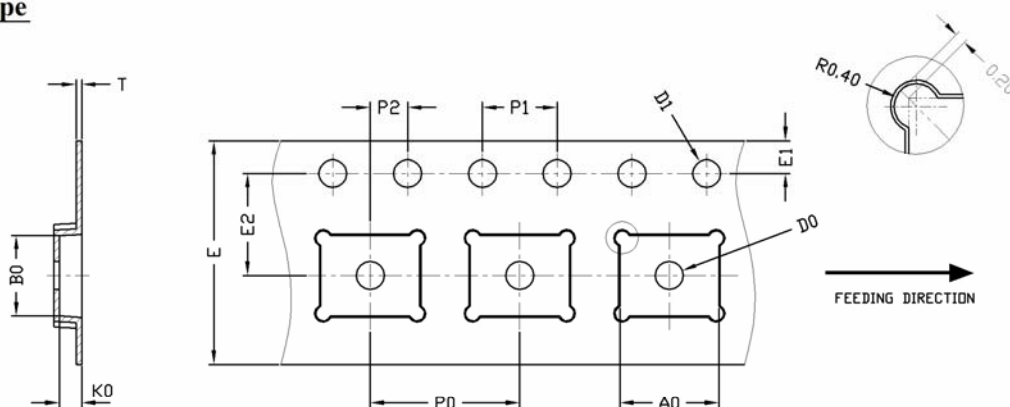 pe
T
P2
P1
D1
E1
R0.40
0.20
E2
E
B0
D0
FEEDING DIRECTION
K0
P0
A0